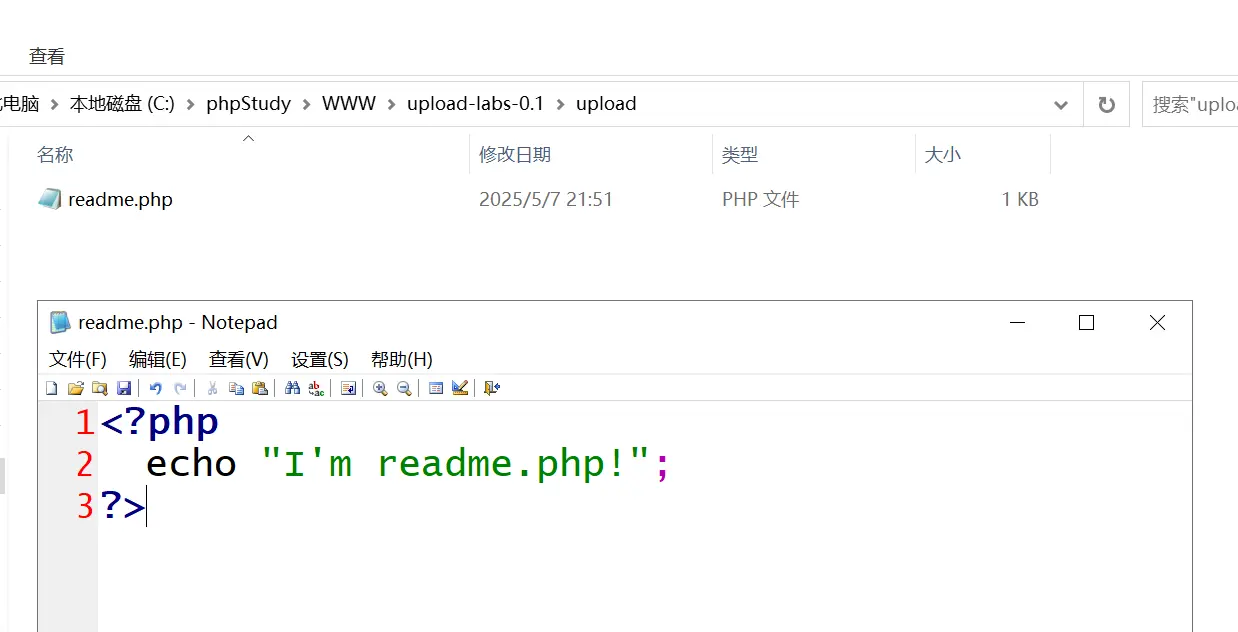 查看
电脑 > 本地磁盘 (C:) > phpStudy > WWW > upload-labs-0.1 > upload
搜索"uplo
名称 修改日期 类型 大小
readme.php 2025/5/7 21:51 PHP 文件 1 KB
readme.php - Notepad
文件(F) 编辑(E) 查看(V) 设置(S) 帮助(H)
1 <?php
2 echo "I'm readme.php!";
3 ?>